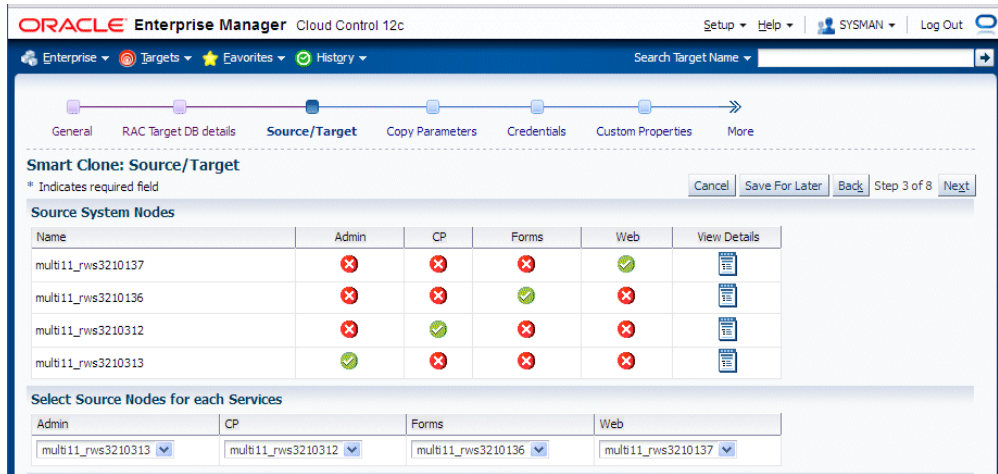 ORACLE Enterprise Manager Cloud Control 12c
Setup Help SYSMAN Log Out
Enterprise Targets Favorites History Search Target Name
General RAC Target DB details Source/Target Copy Parameters Credentials Custom Properties More
Smart Clone: Source/Target
* Indicates required field
Cancel Save For Later Back Step 3 of 8 Next
Source System Nodes
Name Admin CP Forms Web View Details
multi11_rws3210137
multi11_rws3210136
multi11_rws3210312
multi11_rws3210313
Select Source Nodes for each Services
Admin CP Forms Web
multi11_rws3210313 multi11_rws3210312 multi11_rws3210136 multi11_rws3210137